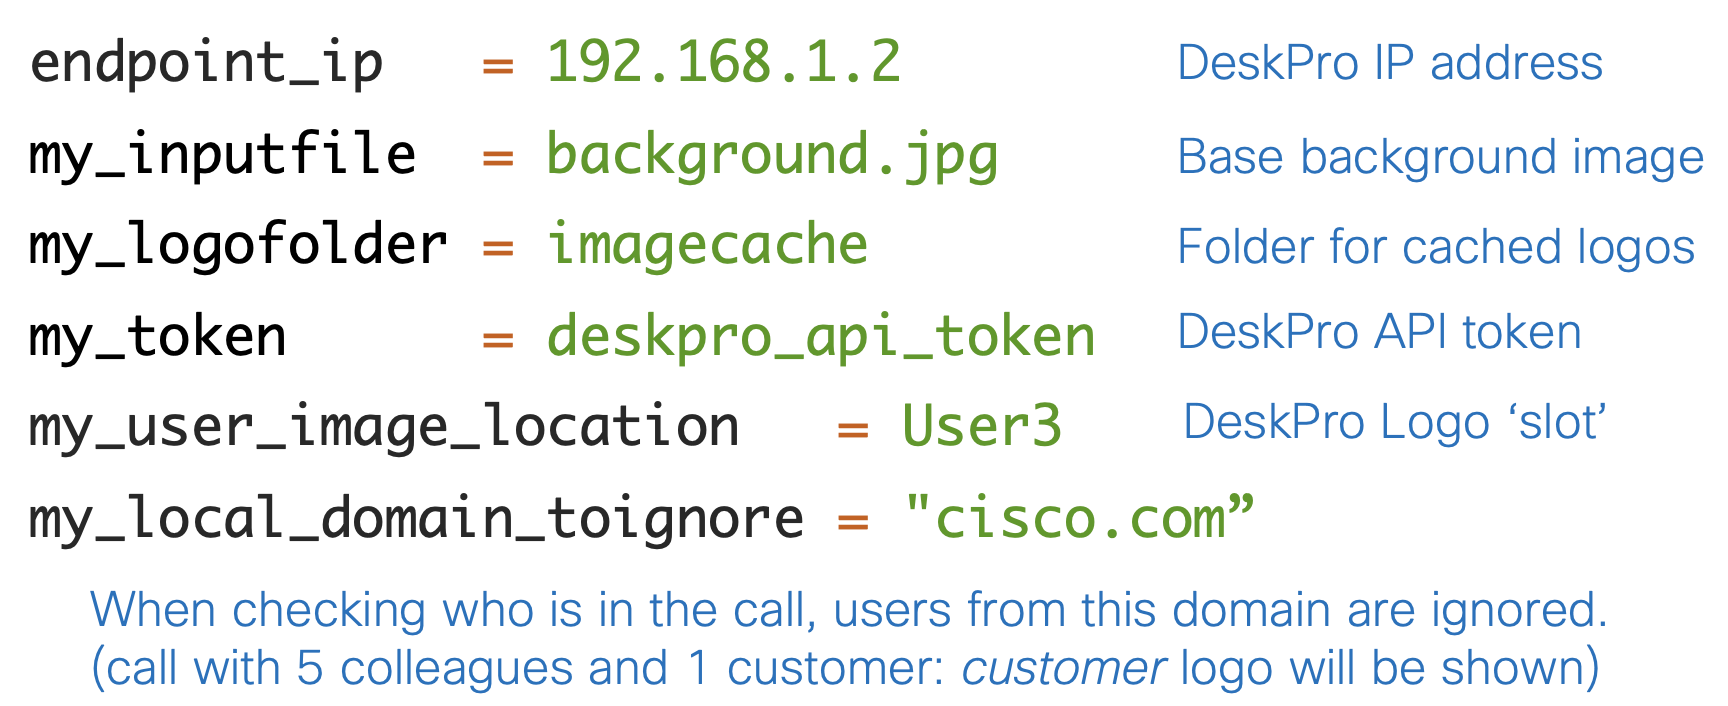 endpoint_ip = 192.168.1.2 DeskPro IP address
my_inputfile = background.jpg Base background image
my_logofolder = imagecache Folder for cached logos
my_token = deskpro_api_token DeskPro API token
my_user_image_location = User3 DeskPro Logo ‘slot’
my_local_domain_toignore = "cisco.com”
When checking who is in the call, users from this domain are ignored.
(call with 5 colleagues and 1 customer: customer logo will be shown)